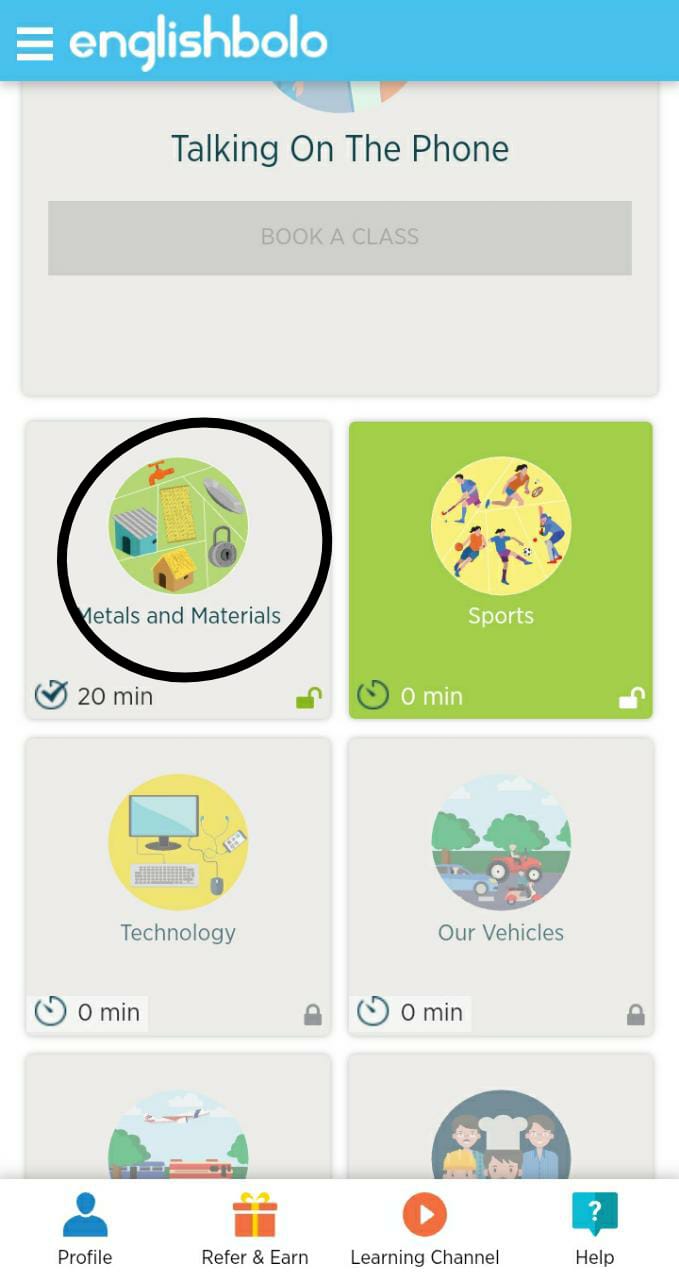 englishbolo
Talking On The Phone
BOOK A CLASS
Metals and Materials
Sports
20 min
0 min
Technology
Our Vehicles
0 min
0 min
?
Profile
Refer & Earn
Learning Channel
Help